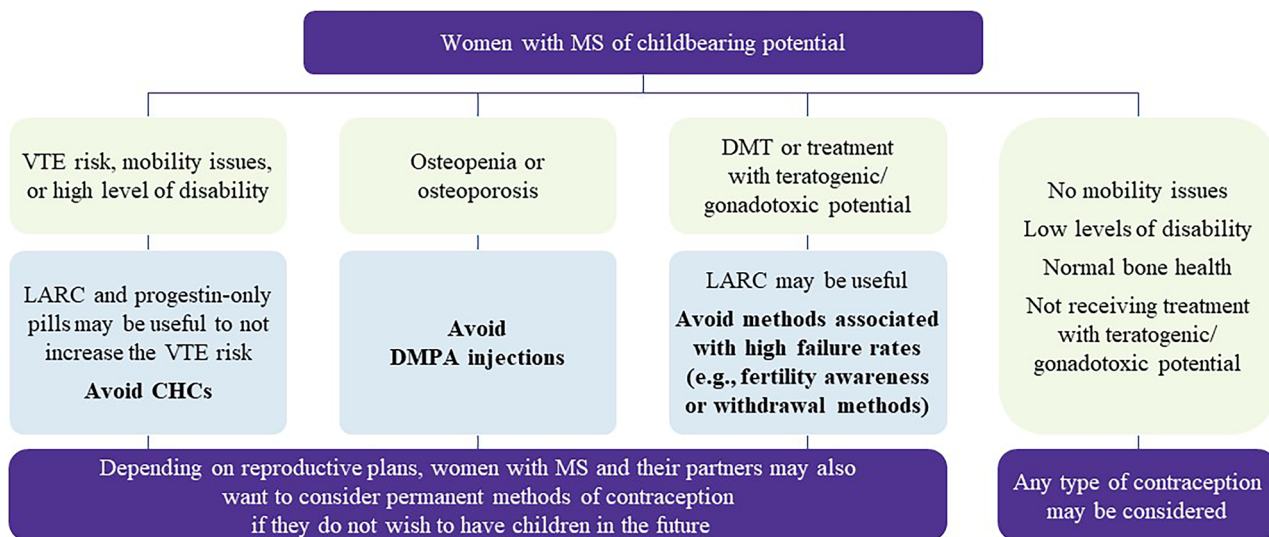 Women with MS of childbearing potential
VTE risk, mobility issues,
or high level of disability
Osteopenia or
osteoporosis
DMT or treatment
with teratogenic/
gonadotoxic potential
No mobility issues
Low levels of disability
Normal bone health
Not receiving treatment
with teratogenic/
gonadotoxic potential
LARC and progestin-only
pills may be useful to not
increase the VTE risk
Avoid CHCs
Avoid
DMPA injections
LARC may be useful
Avoid methods associated
with high failure rates
(e.g., fertility awareness
or withdrawal methods)
Depending on reproductive plans, women with MS and their partners may also
want to consider permanent methods of contraception
if they do not wish to have children in the future
Any type of contraception
may be considered